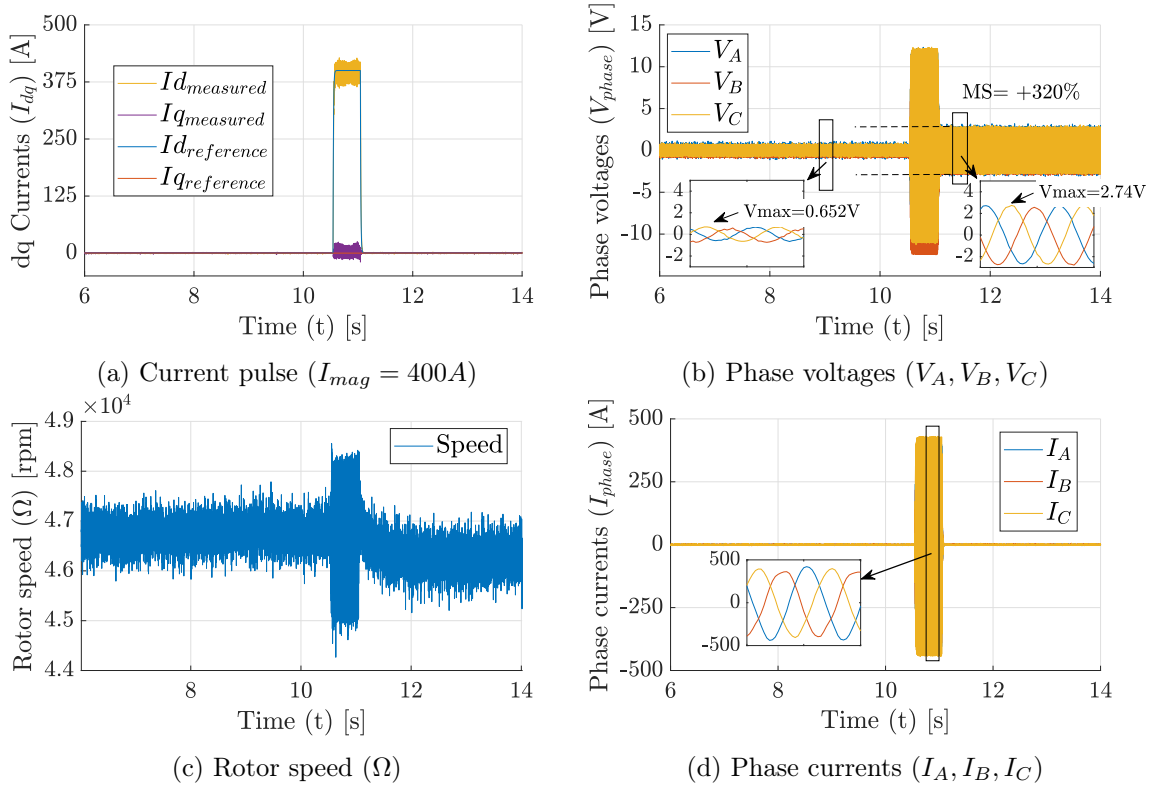 500
375
250
125
0
dq Currents (I_dq) [A]
Id_measured
Iq_measured
Id_reference
Iq_reference
6 8 10 12 14
Time (t) [s]
(a) Current pulse (I_mag = 400A)
15
10
5
0
-5
-10
-15
Phase voltages (V_phase) [V]
V_A
V_B
V_C
MS= +320%
4
2
0
-2
Vmax=0.652V
4
2
0
-2
Vmax=2.74V
6 8 10 12 14
Time (t) [s]
(b) Phase voltages (V_A, V_B, V_C)
×10^4
4.9
4.8
4.7
4.6
4.5
4.4
Rotor speed (Ω) [rpm]
Speed
8 10 12 14
Time (t) [s]
(c) Rotor speed (Ω)
500
250
0
-250
-500
Phase currents (I_phase) [A]
I_A
I_B
I_C
500
0
-500
6 8 10 12 14
Time (t) [s]
(d) Phase currents (I_A, I_B, I_C)